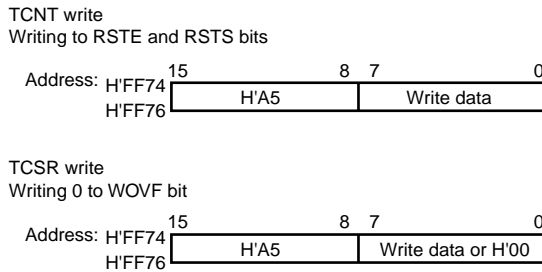 TCNT write
Writing to RSTE and RSTS bits
15 8 7 0
Address: H'FF74
H'A5 Write data
H'FF76
TCSR write
Writing 0 to WOVF bit
15 8 7 0
Address: H'FF74
H'A5 Write data or H'00
H'FF76